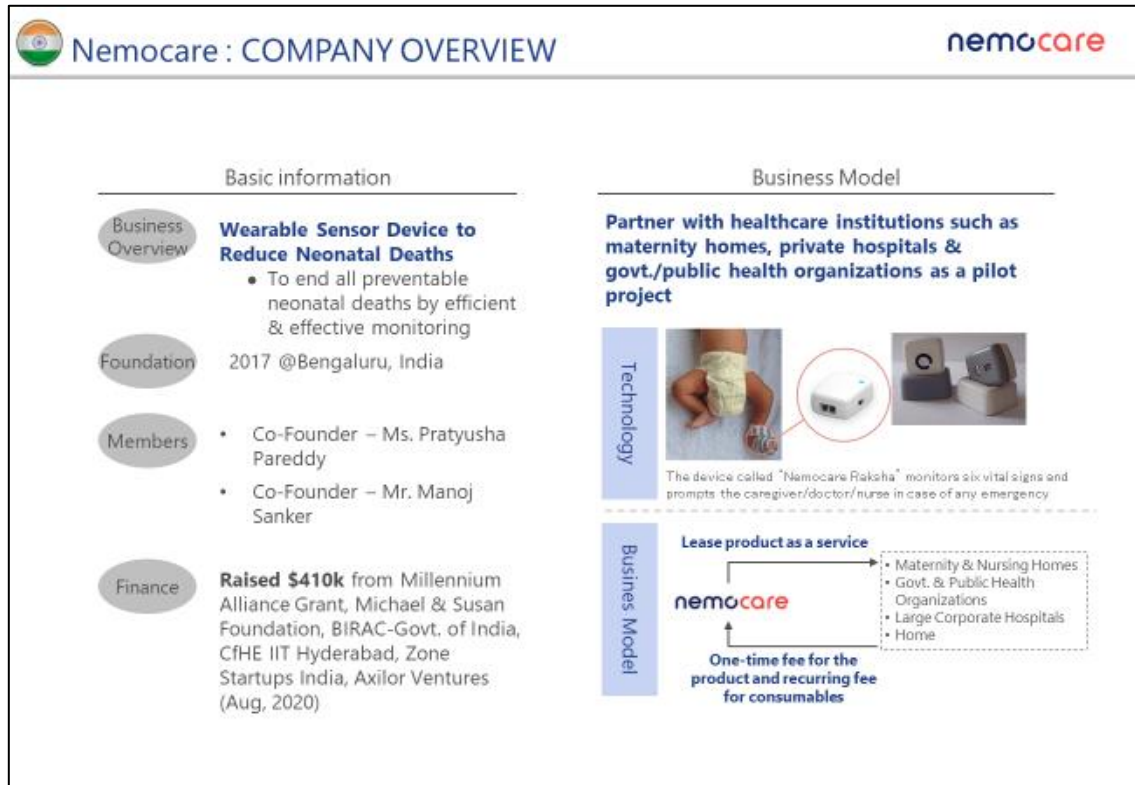 Nemocare : COMPANY OVERVIEW
nemocare
Basic information
Business
Overview
Wearable Sensor Device to
Reduce Neonatal Deaths
• To end all preventable
neonatal deaths by efficient
& effective monitoring
Foundation
2017 @Bengaluru, India
Members
• Co-Founder – Ms. Pratyusha
Pareddy
• Co-Founder – Mr. Manoj
Sanker
Finance
Raised $410k from Millennium
Alliance Grant, Michael & Susan
Foundation, BIRAC-Govt. of India,
CfHE IIT Hyderabad, Zone
Startups India, Axilor Ventures
(Aug, 2020)
Business Model
Partner with healthcare institutions such as
maternity homes, private hospitals &
govt./public health organizations as a pilot
project
Technology
The device called "Nemocare Raksha" monitors six vital signs and
prompts the caregiver/doctor/nurse in case of any emergency
Busines Model
Lease product as a service
nemocare
• Maternity & Nursing Homes
• Govt. & Public Health
Organizations
• Large Corporate Hospitals
• Home
One-time fee for the
product and recurring fee
for consumables